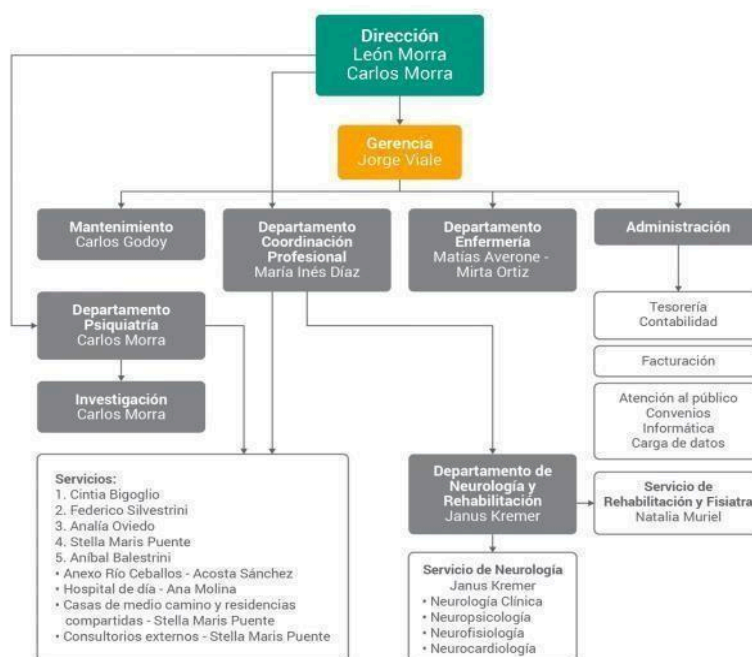 Dirección
León Morra
Carlos Morra
Gerencia
Jorge Viale
Mantenimiento
Carlos Godoy
Departamento
Coordinación
Profesional
María Inés Díaz
Departamento
Enfermería
Matías Averone -
Mirta Ortiz
Administración
Tesorería
Contabilidad
Facturación
Atención al público
Convenios
Informática
Carga de datos
Departamento
Psiquiatría
Carlos Morra
Investigación
Carlos Morra
Servicios:
1. Cintia Bigoglio
2. Federico Silvestrini
3. Analía Oviedo
4. Stella Maris Puente
5. Aníbal Balestrini
• Anexo Río Ceballos - Acosta Sánchez
• Hospital de día - Ana Molina
• Casas de medio camino y residencias
compartidas - Stella Maris Puente
• Consultorios externos - Stella Maris Puente
Departamento de
Neurología y
Rehabilitación
Janus Kremer
Servicio de
Rehabilitación y Fisiatra
Natalia Muriel
Servicio de Neurología
Janus Kremer
• Neurología Clínica
• Neuropsicología
• Neurofisiología
• Neurocardiología